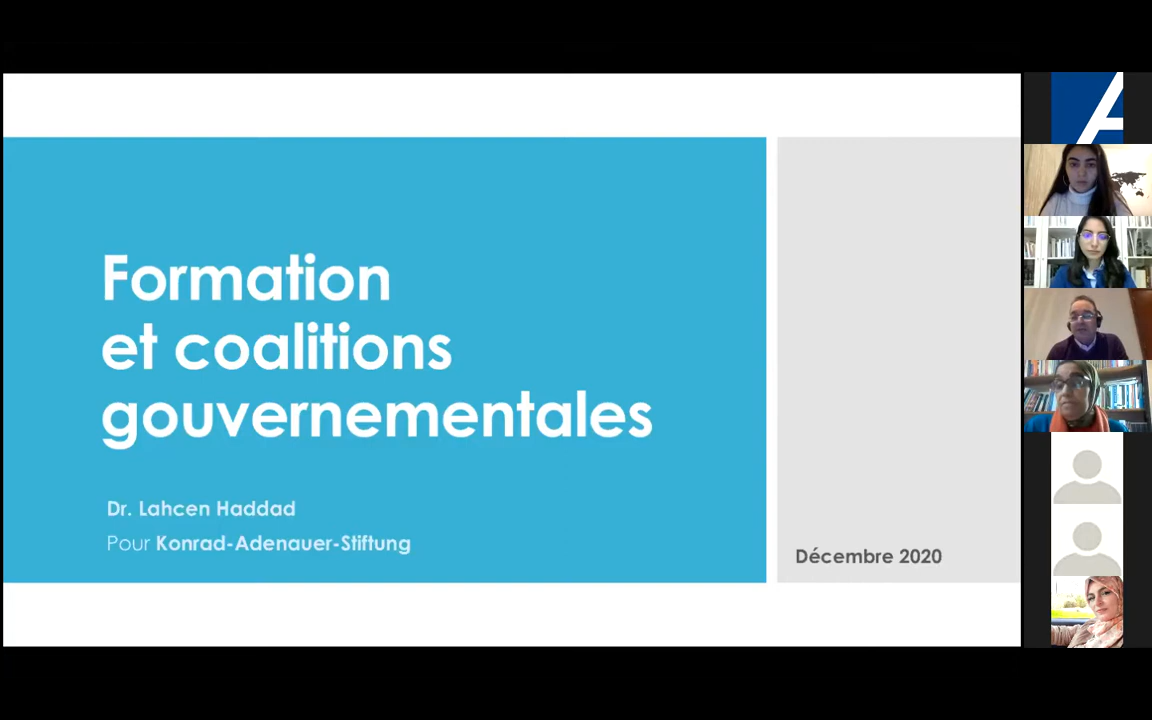 Formation
et coalitions
gouvernementales
Dr. Lahcen Haddad
Pour Konrad-Adenauer-Stiftung
Décembre 2020